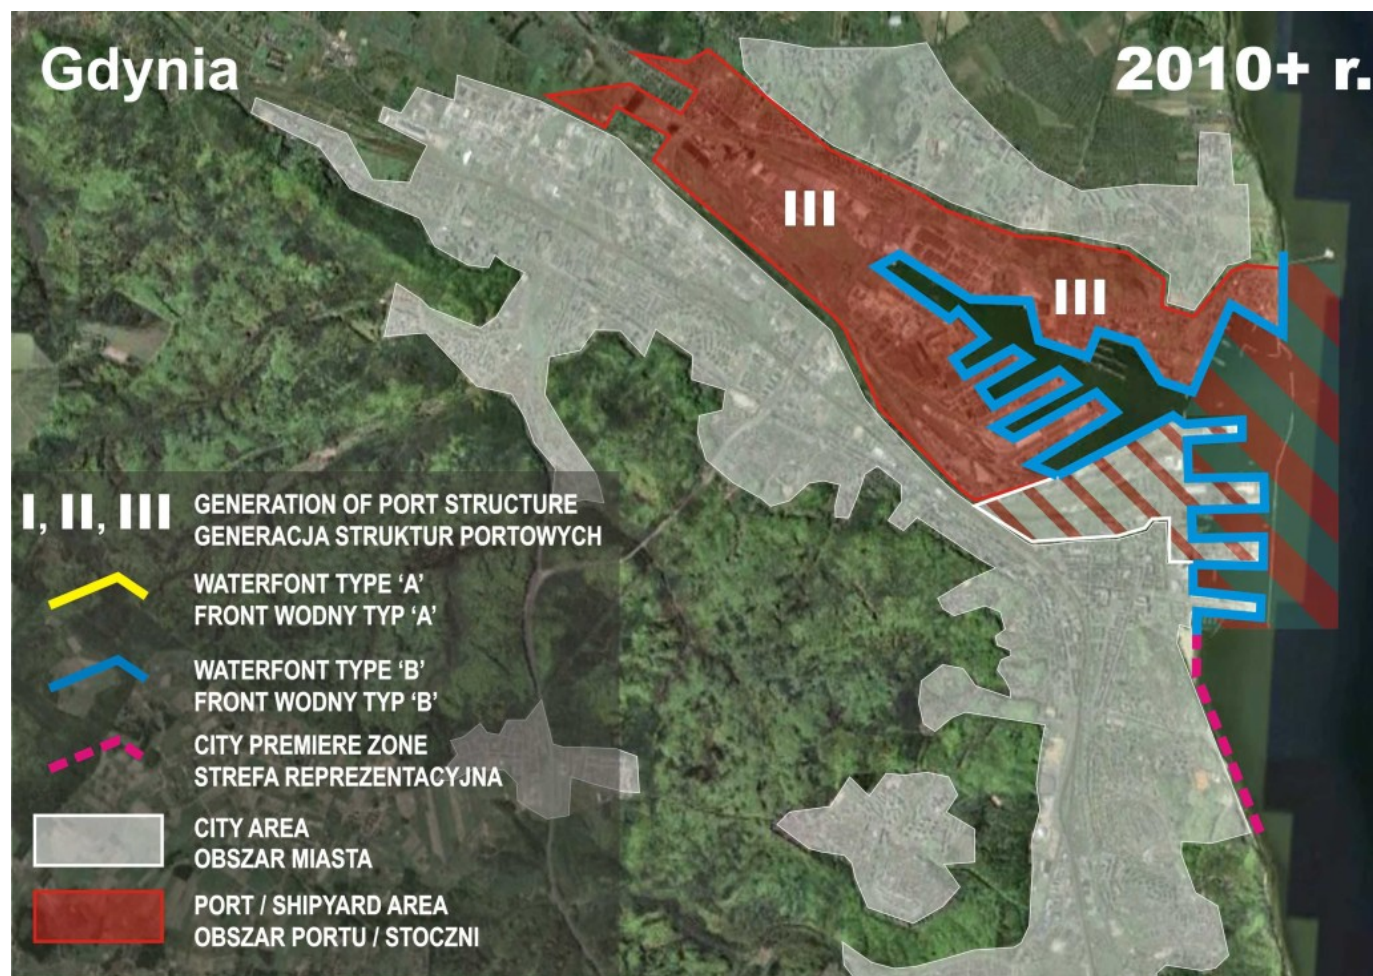 Gdynia
2010+ r.
III
III
I, II, III
GENERATION OF PORT STRUCTURE
GENERACJA STRUKTUR PORTOWYCH
WATERFONT TYPE ‘A’
FRONT WODNY TYP ‘A’
WATERFONT TYPE ‘B’
FRONT WODNY TYP ‘B’
CITY PREMIERE ZONE
STREFA REPREZENTACYJNA
CITY AREA
OBSZAR MIASTA
PORT / SHIPYARD AREA
OBSZAR PORTU / STOCZNI